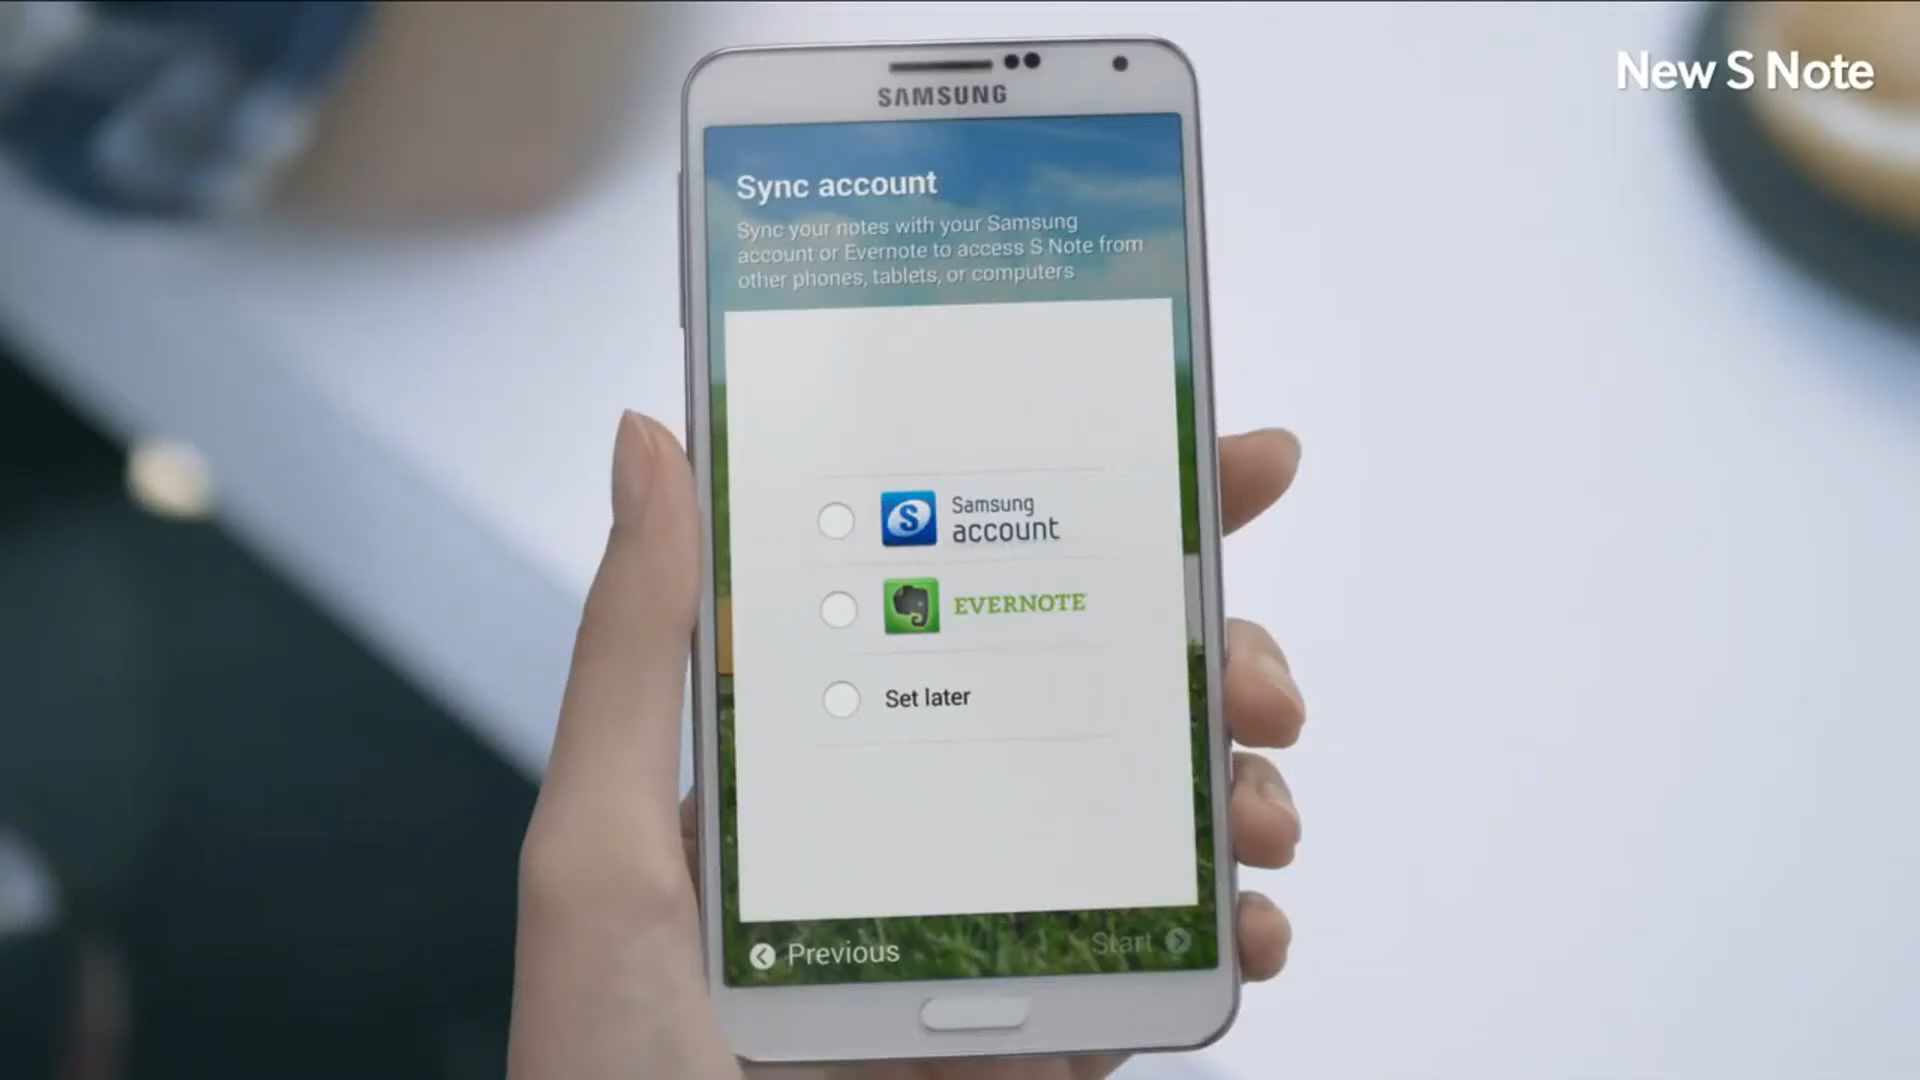 New S Note
SAMSUNG
Sync account
Sync your notes with your Samsung
account or Evernote to access S Note from
other phones, tablets, or computers
S
Samsung
account
EVERNOTE
Set later
Previous
Start